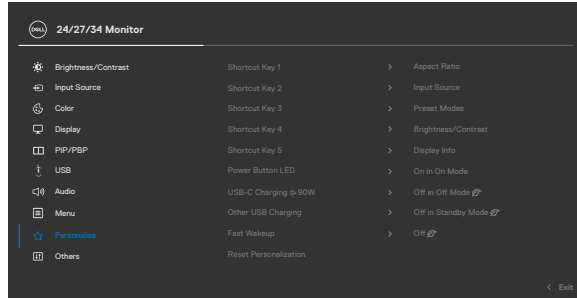 DELL 24/27/34 Monitor
Brightness/Contrast Shortcut Key 1 > Aspect Ratio
Input Source Shortcut Key 2 > Input Source
Color Shortcut Key 3 > Preset Modes
Display Shortcut Key 4 > Brightness/Contrast
PIP/PBP Shortcut Key 5 > Display Info
USB Power Button LED > On in On Mode
Audio USB-C Charging 90W > Off in Off Mode
Menu Other USB Charging > Off in Standby Mode
Personalize Fast Wakeup > Off
Others Reset Personalization
< Exit